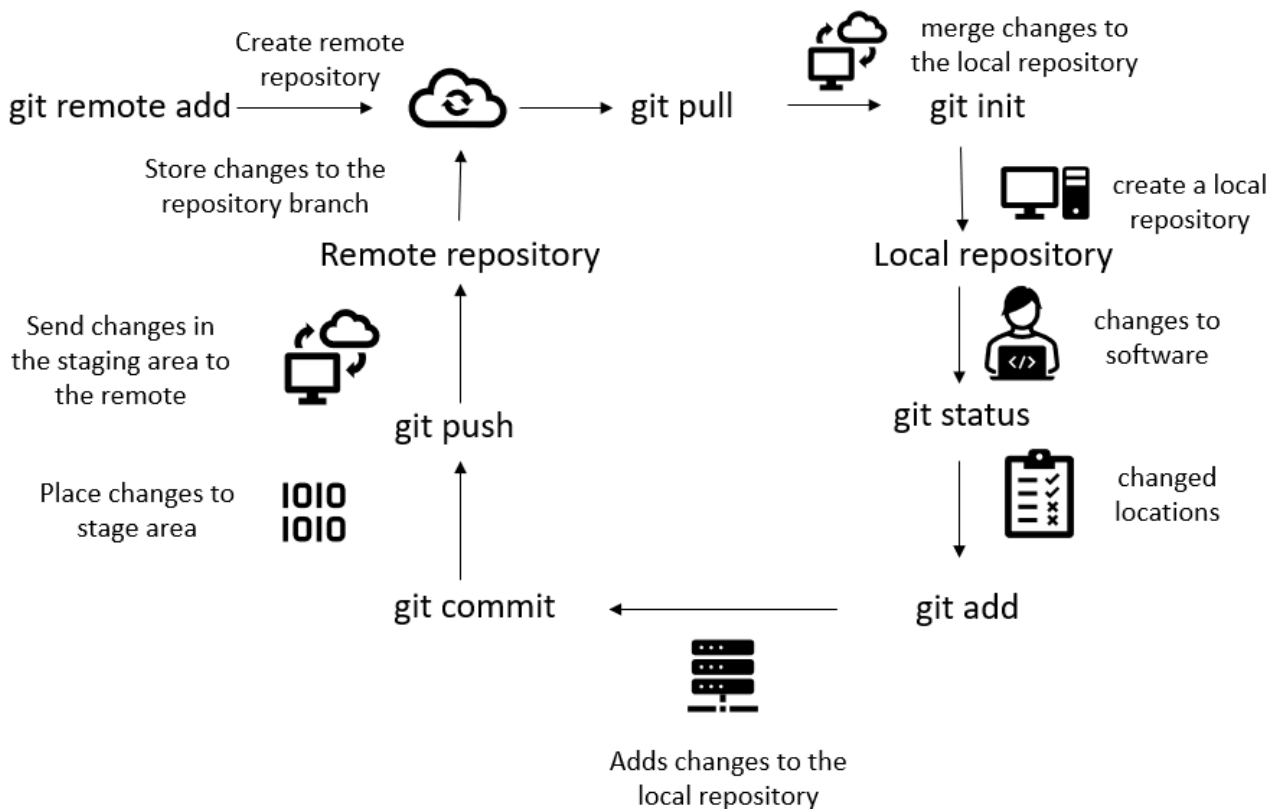 Create remote
repository
git remote add
git pull
merge changes to
the local repository
git init
Store changes to the
repository branch
create a local
repository
Remote repository
Local repository
Send changes in
the staging area to
the remote
changes to
software
git push
git status
Place changes to
stage area
1010
1010
changed
locations
git commit
git add
Adds changes to the
local repository